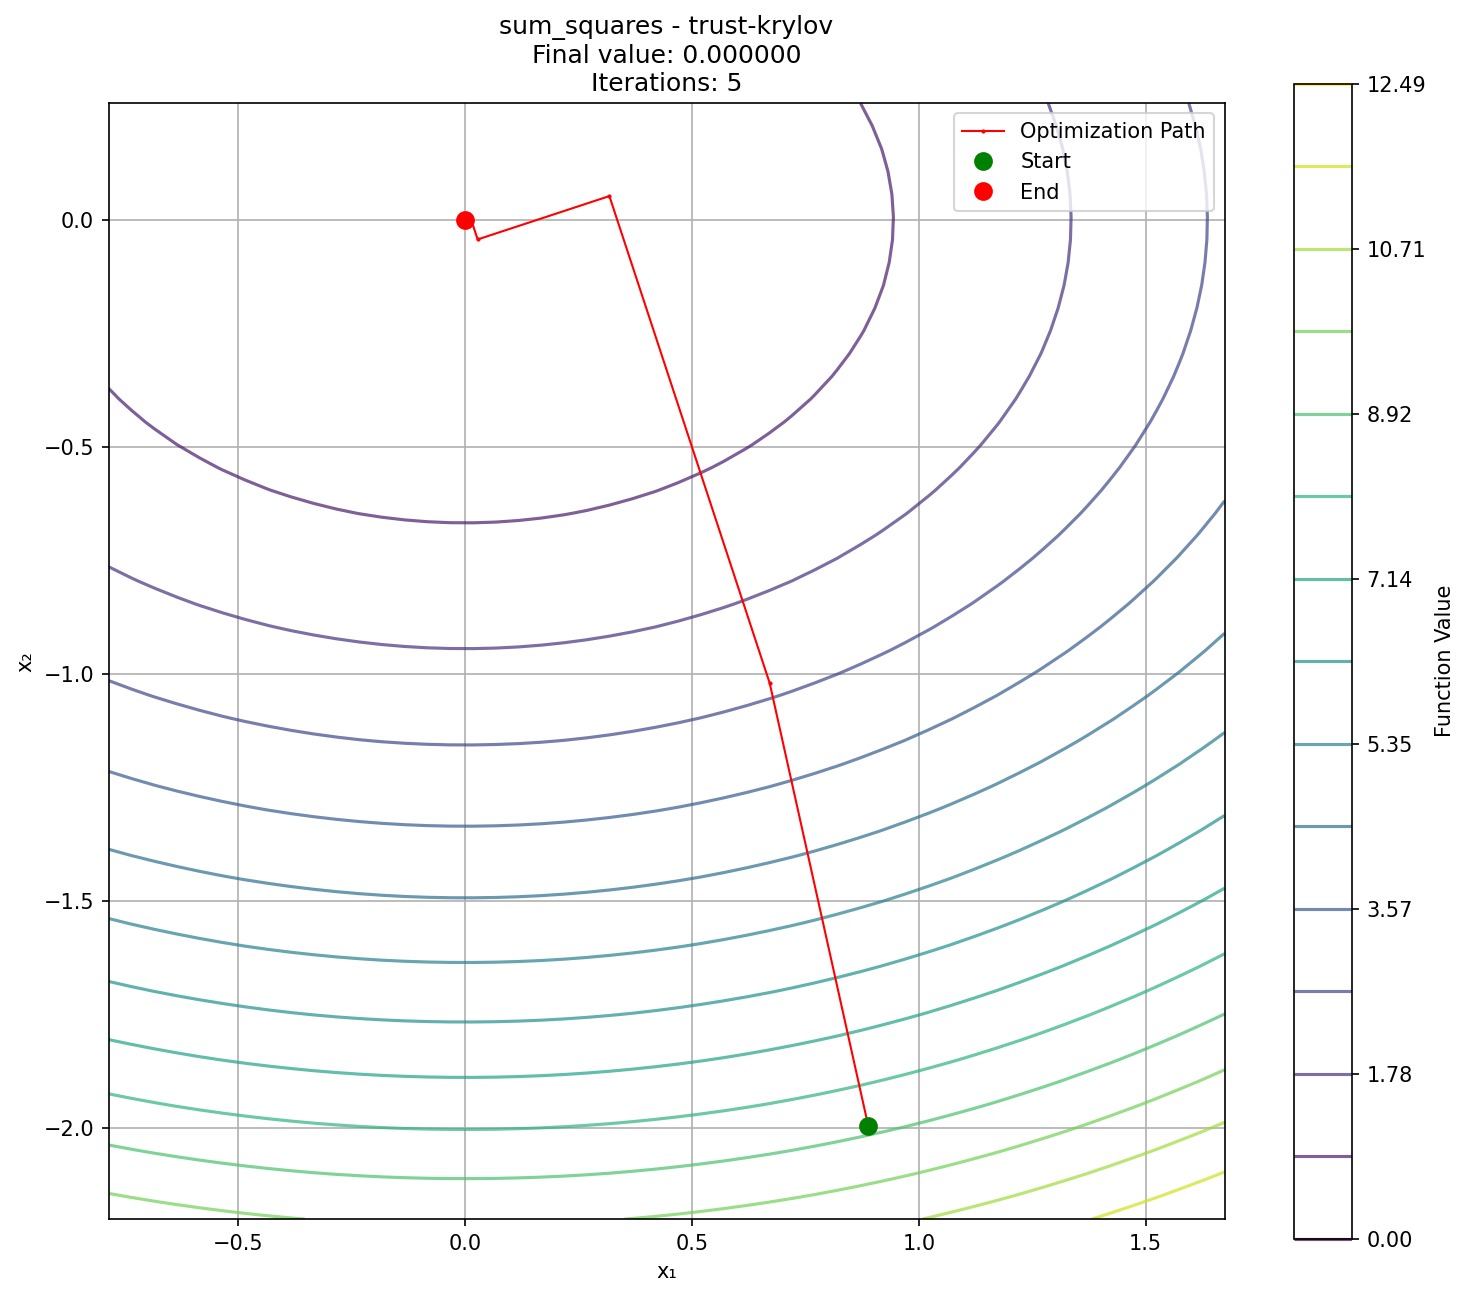 sum_squares - trust-krylov
Final value: 0.000000
Iterations: 5
Optimization Path
Start
End
0.0
−0.5
−1.0
−1.5
−2.0
x₂
−0.5
0.0
0.5
1.0
1.5
x₁
12.49
10.71
8.92
7.14
5.35
3.57
1.78
0.00
Function Value